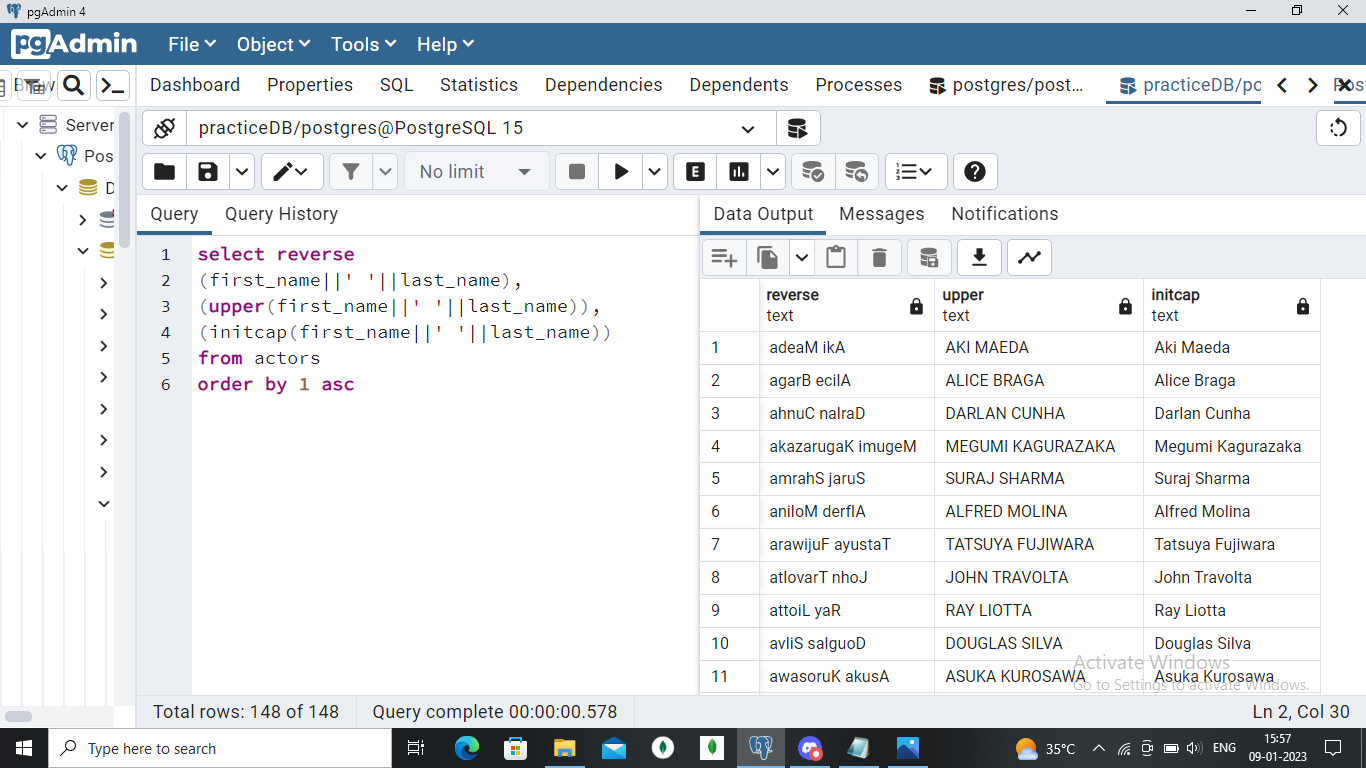 pgAdmin 4
pgAdmin File Object Tools Help
Dashboard Properties SQL Statistics Dependencies Dependents Processes postgres/post... practiceDB/pc
Server
practiceDB/postgres@PostgreSQL 15
Pos
No limit
D
Query Query History
Data Output Messages Notifications
1 select reverse
2 (first_name||' '||last_name),
3 (upper(first_name||' '||last_name)),
4 (initcap(first_name||' '||last_name))
5 from actors
6 order by 1 asc
reverse upper initcap
text text text
1 adeaM ikA AKI MAEDA Aki Maeda
2 agarB ecilA ALICE BRAGA Alice Braga
3 ahnuC nalraD DARLAN CUNHA Darlan Cunha
4 akazarugaK imugeM MEGUMI KAGURAZAKA Megumi Kagurazaka
5 amrahS jaruS SURAJ SHARMA Suraj Sharma
6 aniloM derflA ALFRED MOLINA Alfred Molina
7 arawijuF ayustaT TATSUYA FUJIWARA Tatsuya Fujiwara
8 atlovarT nhoJ JOHN TRAVOLTA John Travolta
9 attoiL yaR RAY LIOTTA Ray Liotta
10 avliS salguoD DOUGLAS SILVA Douglas Silva
11 awasoruK akusA ASUKA KUROSAWA Asuka Kurosawa
Activate Windows
Go to Settings to activate Windows.
Total rows: 148 of 148 Query complete 00:00:00.578 Ln 2, Col 30
Type here to search
35°C ENG
15:57
09-01-2023